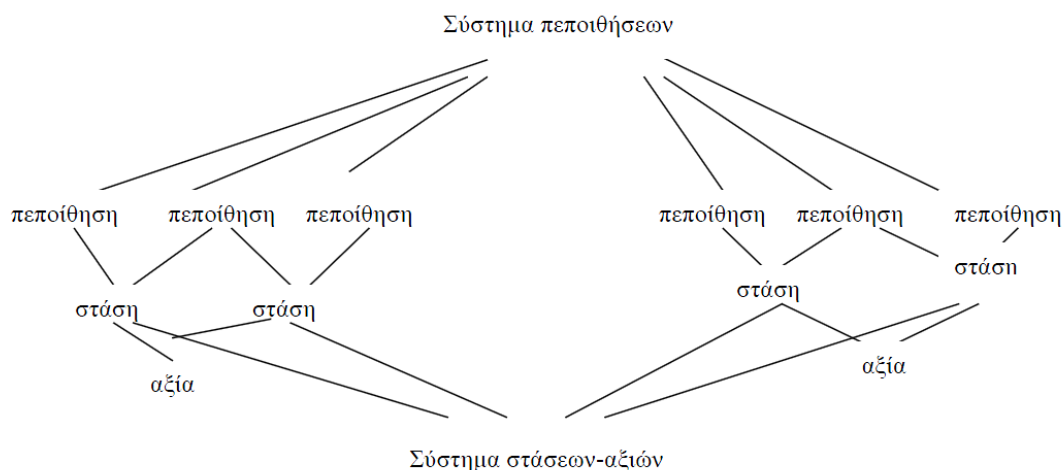 Σύστημα πεποιθήσεων
πεποίθηση πεποίθηση πεποίθηση πεποίθηση πεποίθηση πεποίθηση
στάση στάση στάση στάση
αξία αξία
Σύστημα στάσεων-αξιών